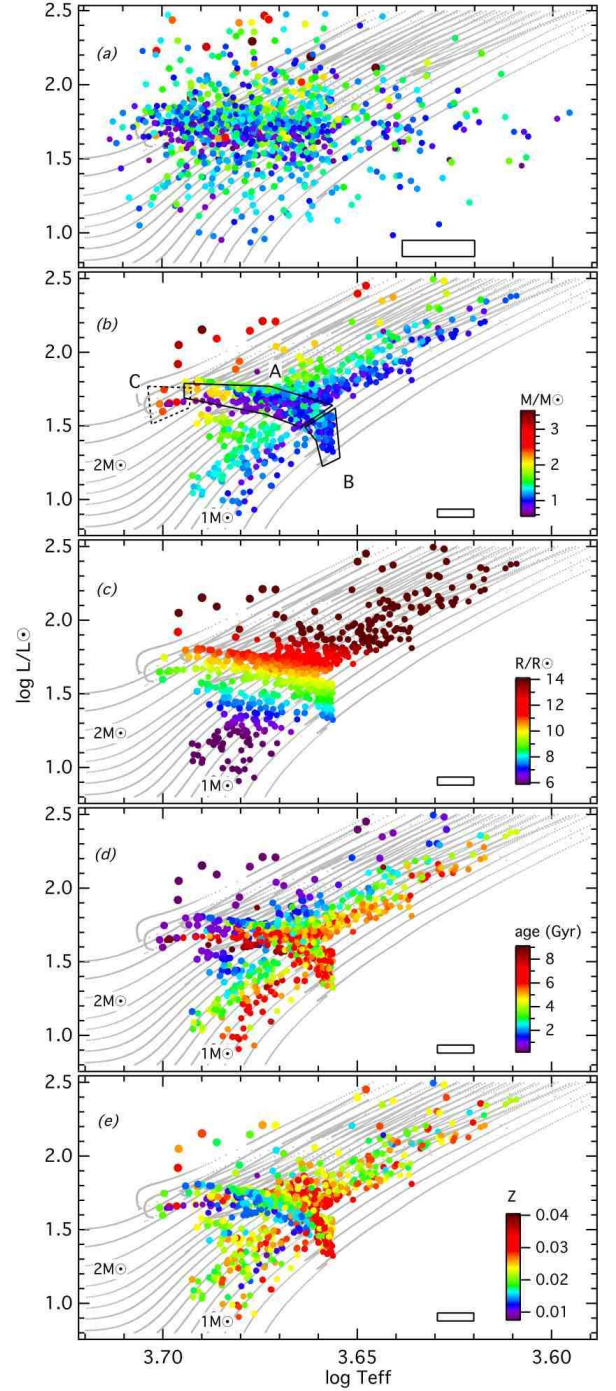 2.5
(a)
2.0
1.5
1.0
2.5
(b)
2.0
C
A
M/M⊙
3
2
1
1.5
2M⊙
B
1.0
1M⊙
2.5
(c)
2.0
log L/L⊙
R/R⊙
14
12
10
8
6
1.5
2M⊙
1.0
1M⊙
2.5
(d)
2.0
age (Gyr)
8
6
4
2
1.5
2M⊙
1.0
1M⊙
2.5
(e)
2.0
Z
0.04
0.03
0.02
0.01
1.5
2M⊙
1.0
1M⊙
3.70
3.65
3.60
log Teff